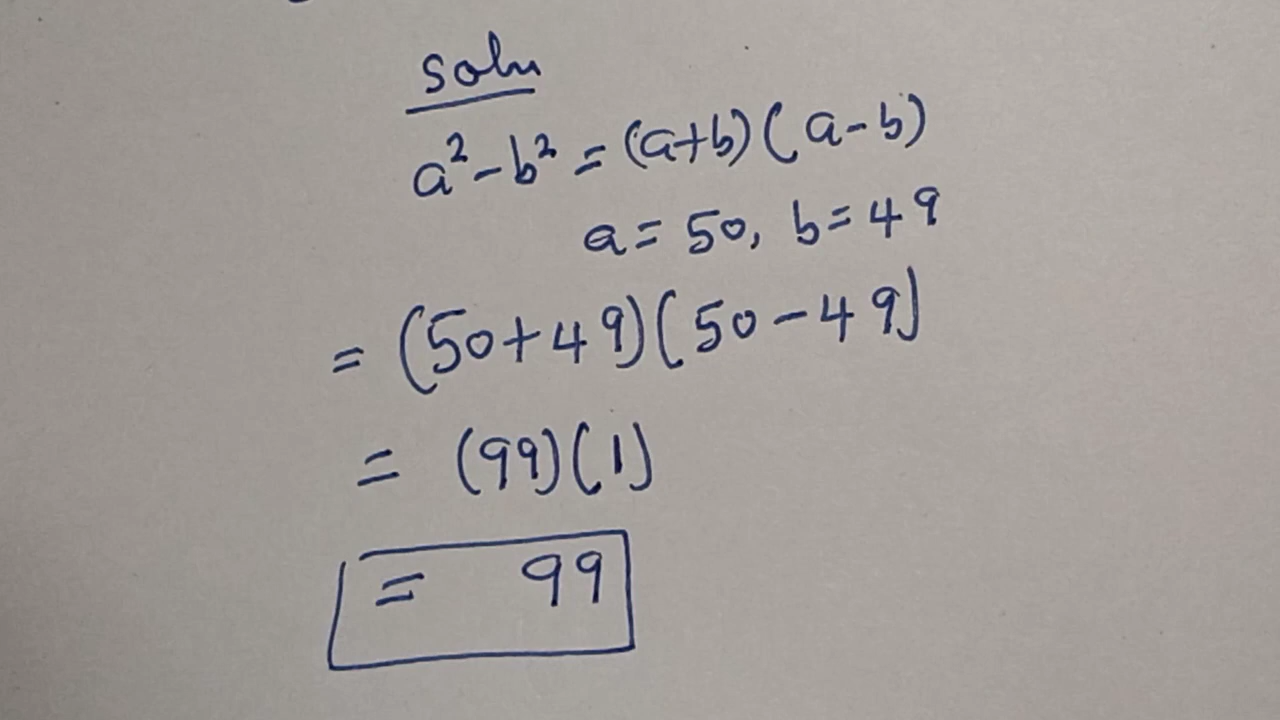 soln
a² - b² = (a+b)(a-b)
a = 50, b = 49
= (50+49)(50-49)
= (99)(1)
= 99